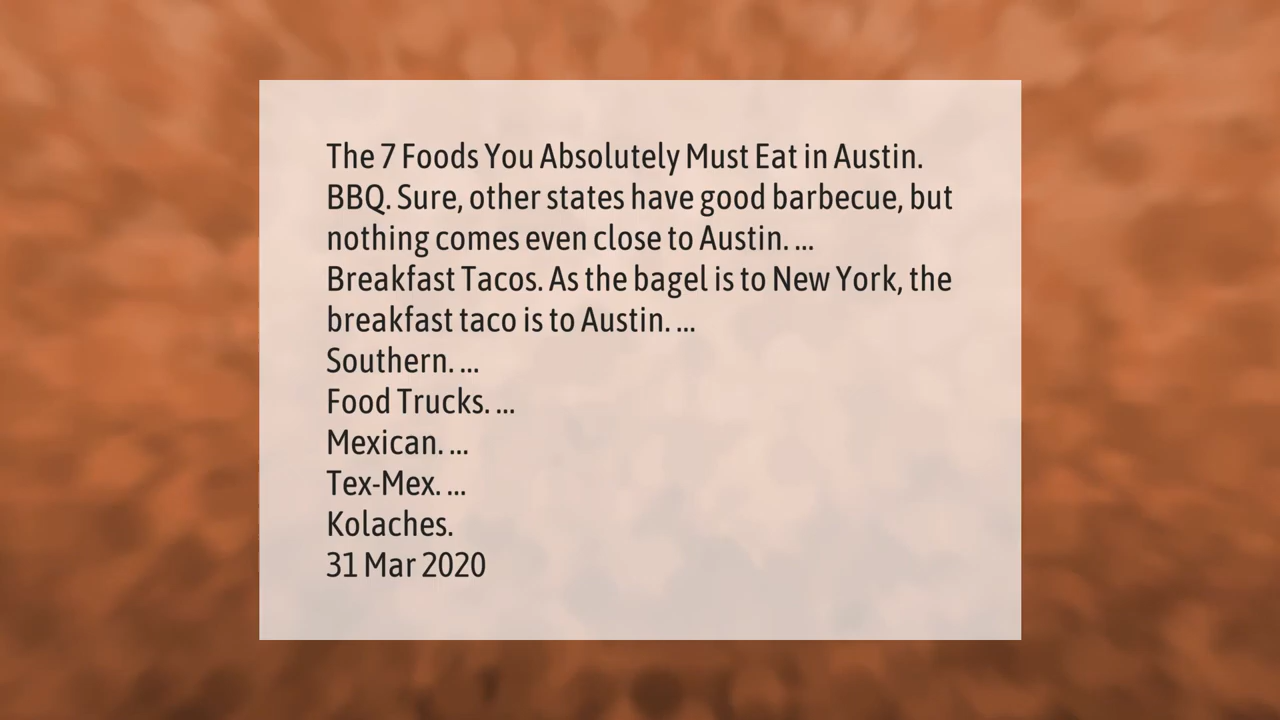 The 7 Foods You Absolutely Must Eat in Austin.
BBQ. Sure, other states have good barbecue, but
nothing comes even close to Austin. ...
Breakfast Tacos. As the bagel is to New York, the
breakfast taco is to Austin. ...
Southern. ...
Food Trucks. ...
Mexican. ...
Tex-Mex. ...
Kolaches.
31 Mar 2020